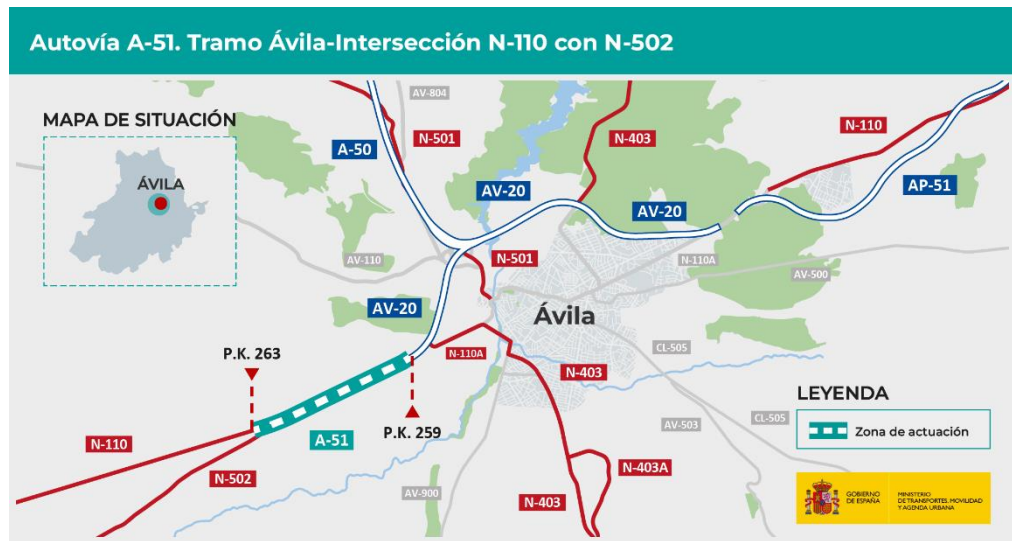 Autovía A-51. Tramo Ávila-Intersección N-110 con N-502
MAPA DE SITUACIÓN
ÁVILA
AV-804
A-50
N-501
N-403
N-110
AP-51
AV-20
AV-20
AV-110
N-501
N-110A
AV-500
AV-20
Ávila
P.K. 263
N-110A
CL-505
N-403
LEYENDA
Zona de actuación
N-110
A-51
P.K. 259
AV-503
CL-505
N-502
N-403A
AV-900
N-403
GOBIERNO
DE ESPAÑA
MINISTERIO
DE TRANSPORTES, MOVILIDAD
Y AGENDA URBANA